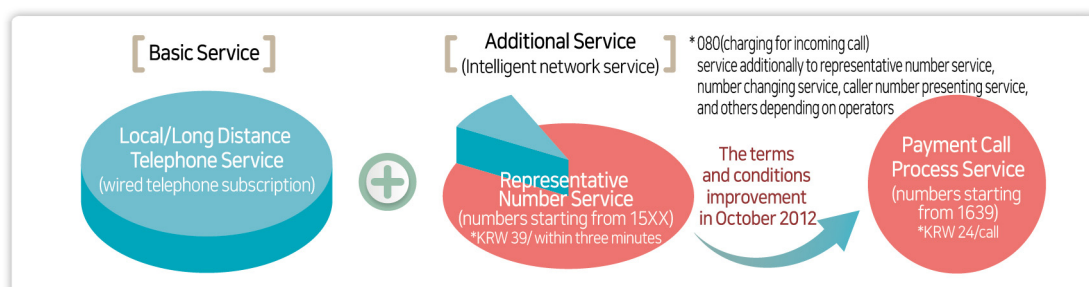 [Basic Service]
Local/Long Distance
Telephone Service
(wired telephone subscription)
[Additional Service
(Intelligent network service)]
Representative
Number Service
(numbers starting from 15XX)
*KRW 39/ within three minutes
* 080(charging for incoming call)
service additionally to representative number service,
number changing service, caller number presenting service,
and others depending on operators
The terms
and conditions
improvement
in October 2012
Payment Call
Process Service
(numbers starting
from 1639)
*KRW 24/call